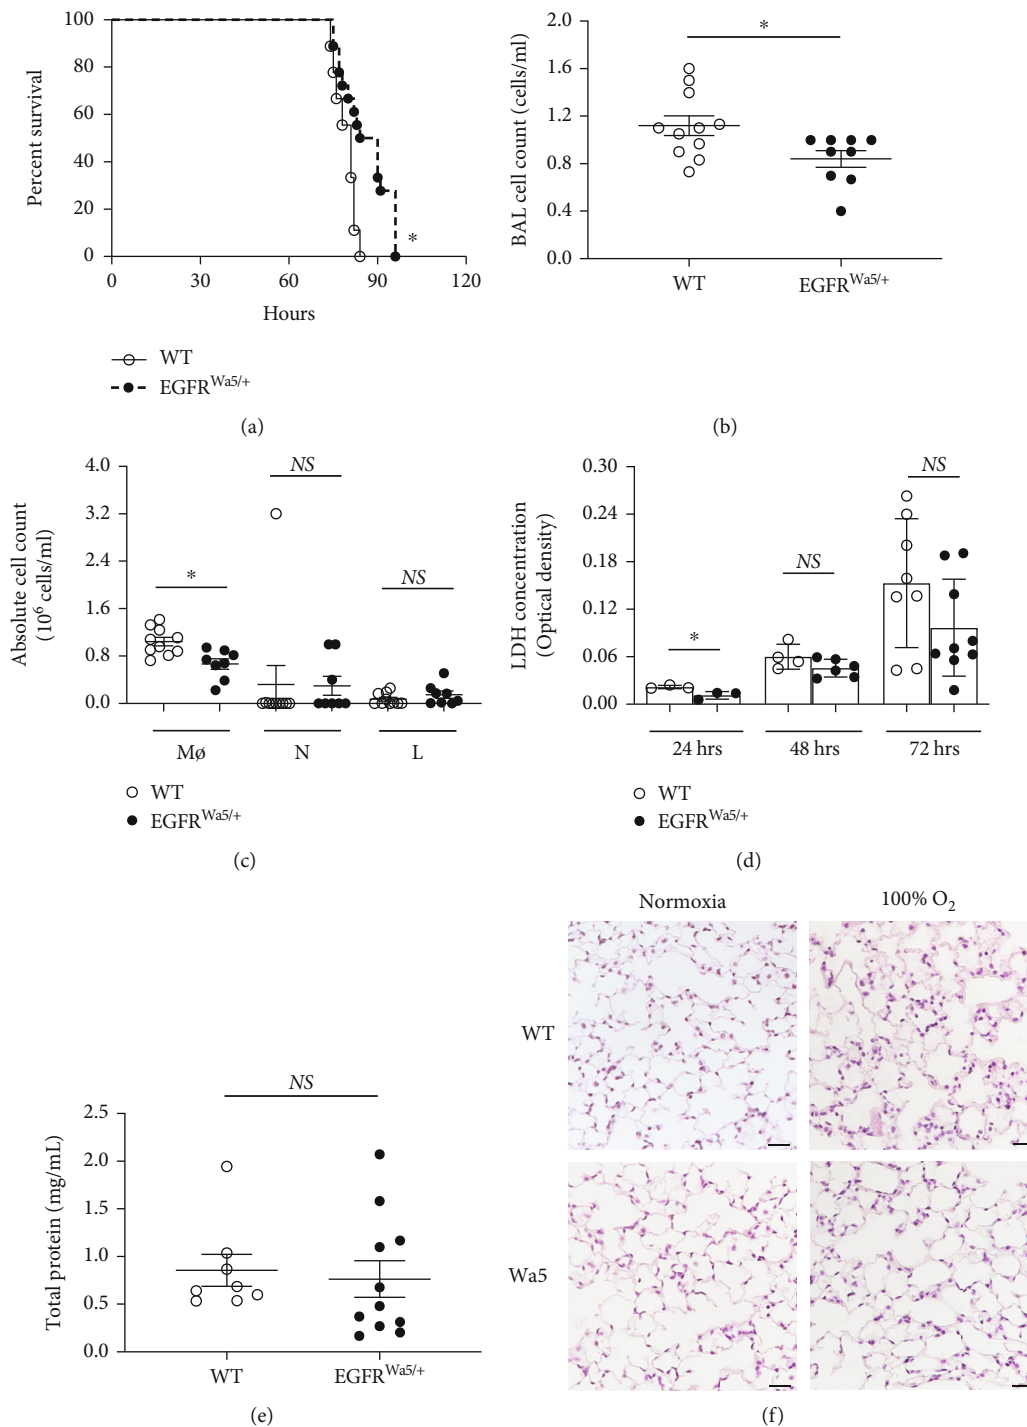 100
80
60
40
20
0
Percent survival
0 30 60 90 120
*
Hours
WT
EGFRWa5/+
(a)
2.0
1.6
1.2
0.8
0.4
0.0
BAL cell count (cells/ml)
*
WT EGFRWa5/+
(b)
4.0
3.2
2.4
1.6
0.8
0.0
Absolute cell count
(10⁶ cells/ml)
*
NS
NS
Mø N L
WT
EGFRWa5/+
(c)
0.30
0.24
0.18
0.12
0.06
0.00
LDH concentration
(Optical density)
*
NS
NS
24 hrs 48 hrs 72 hrs
WT
EGFRWa5/+
(d)
2.5
2.0
1.5
1.0
0.5
0.0
Total protein (mg/mL)
NS
WT EGFRWa5/+
(e)
Normoxia 100% O₂
WT
Wa5
(f)